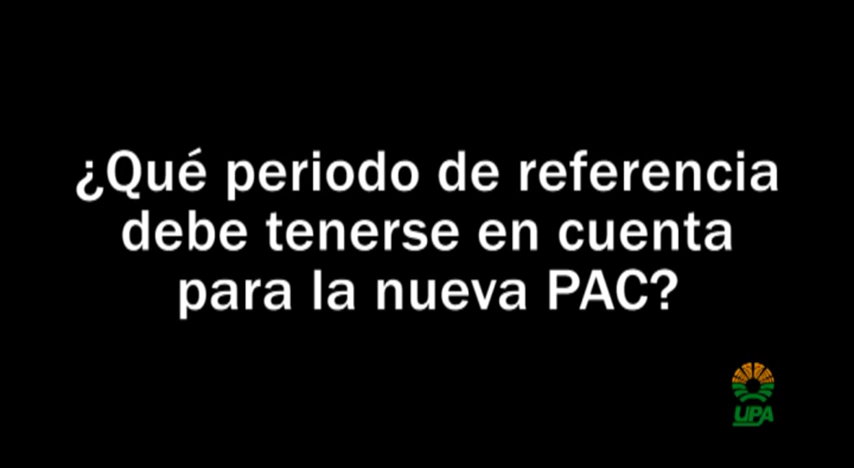 ¿Qué periodo de referencia
debe tenerse en cuenta
para la nueva PAC?
UPA